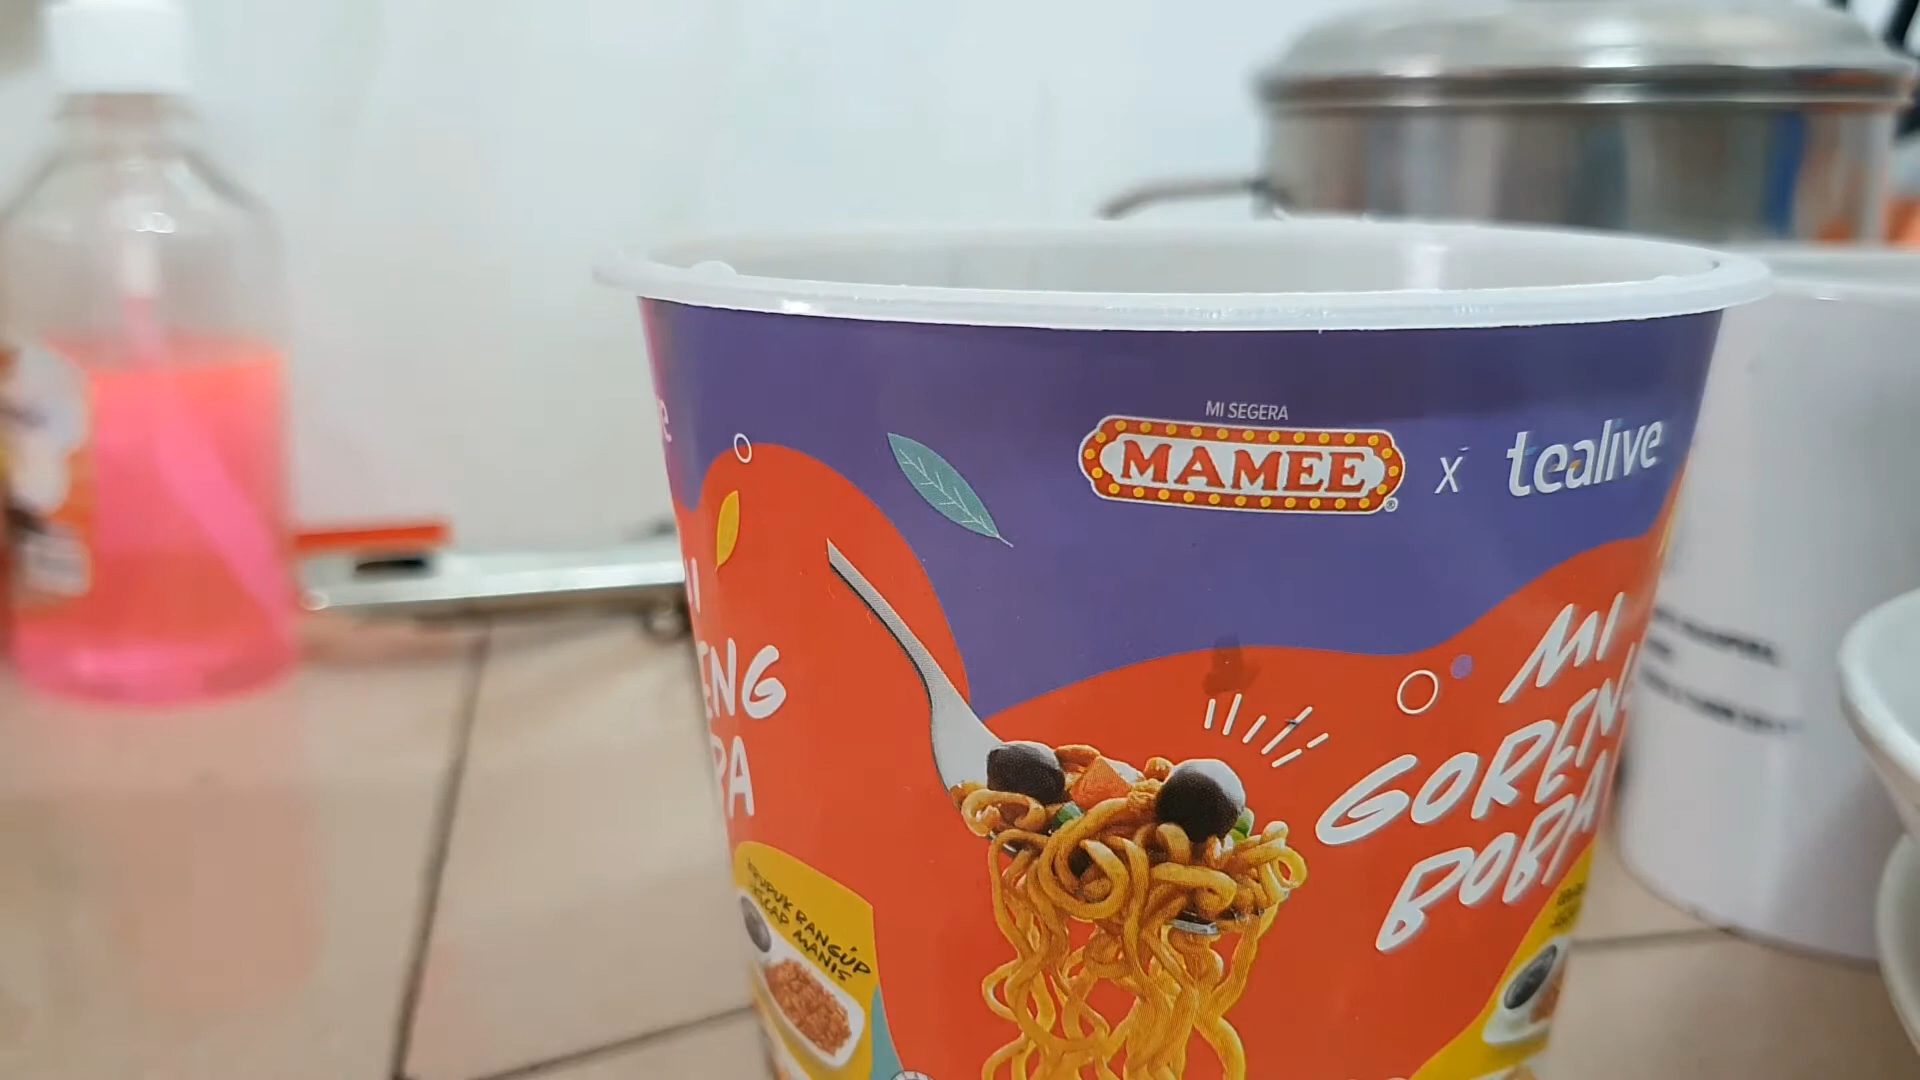 MI SEGERA
MAMEE X tealive
MI
GORENG
BOBA
ENG
BA
KERUPUK RANGUP
KICAP MANIS